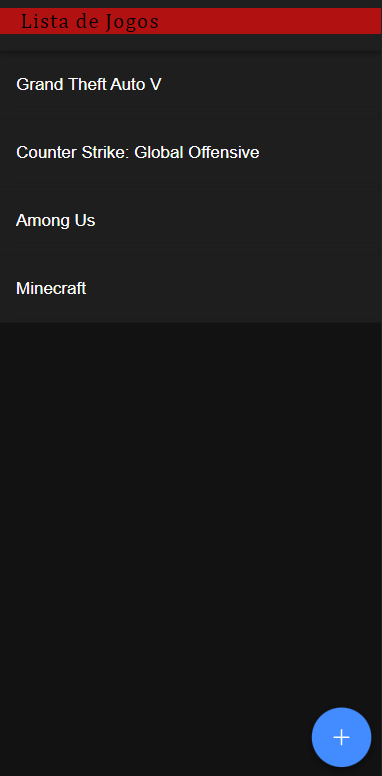 Lista de Jogos
Grand Theft Auto V
Counter Strike: Global Offensive
Among Us
Minecraft